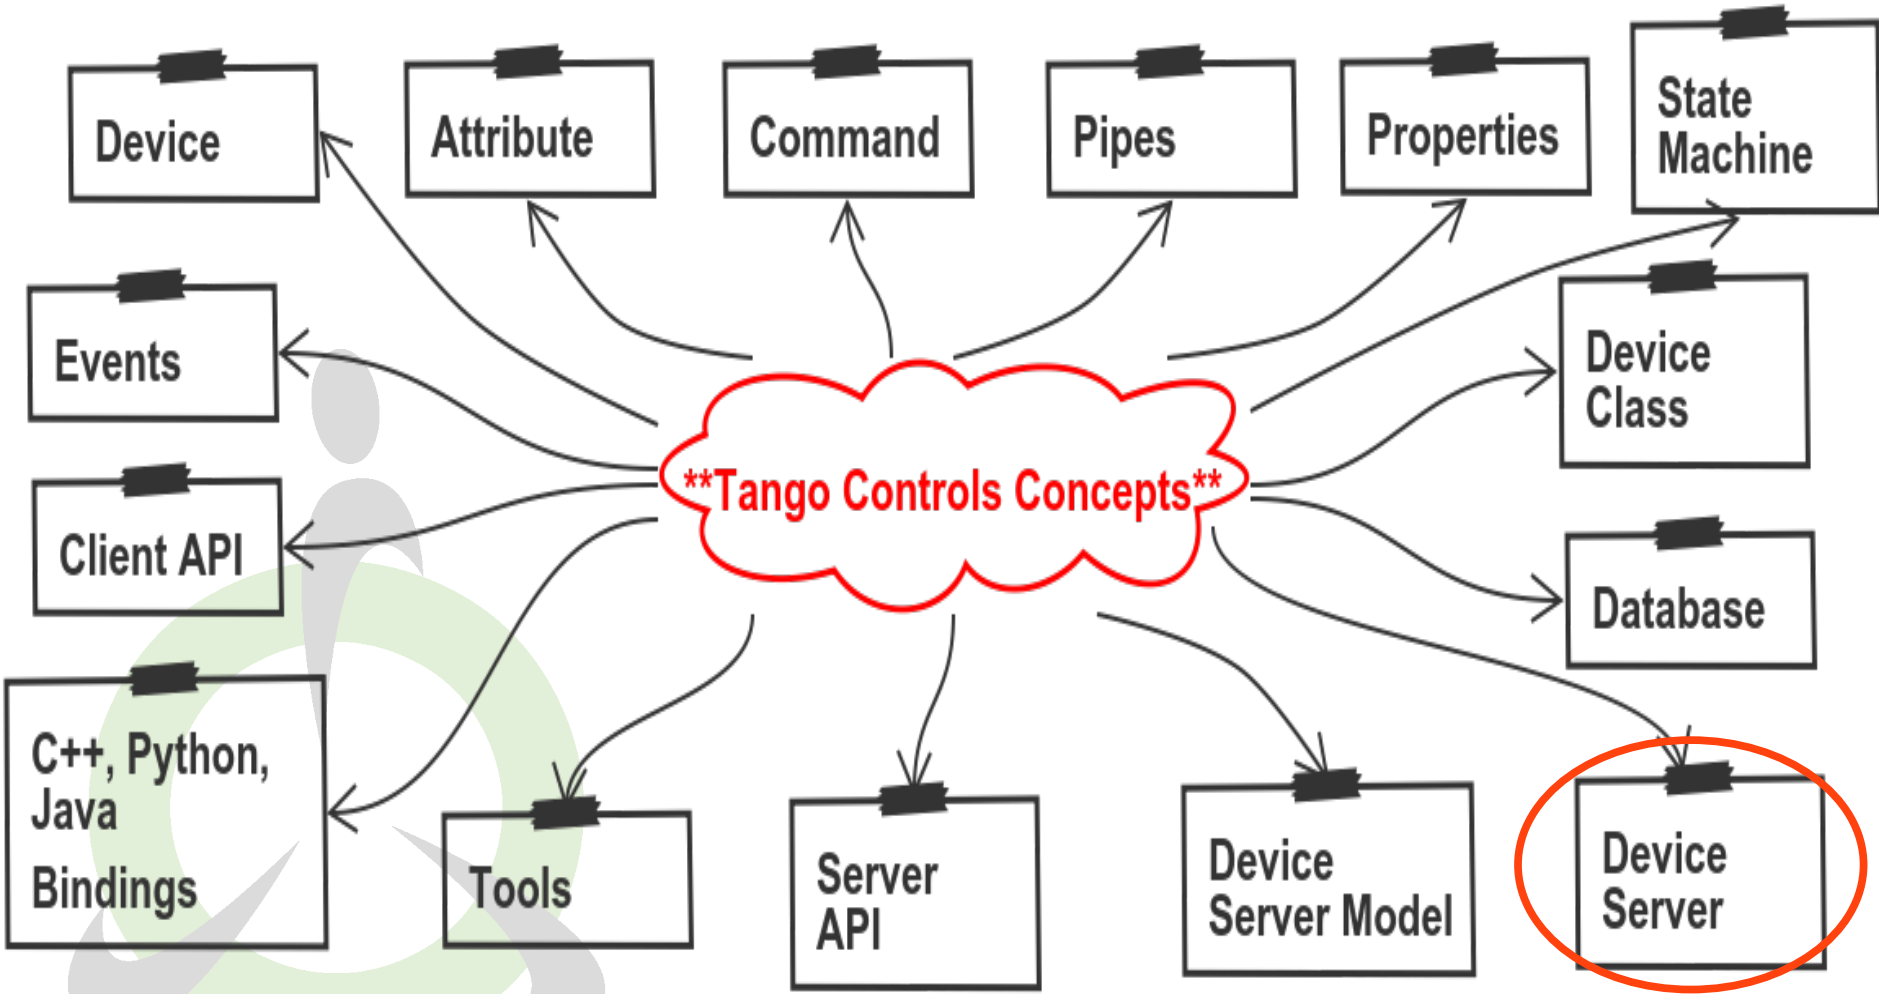 Device
Attribute
Command
Pipes
Properties
State
Machine
Events
Device
Class
**Tango Controls Concepts**
Client API
Database
C++, Python,
Java
Bindings
Tools
Server
API
Device
Server Model
Device
Server